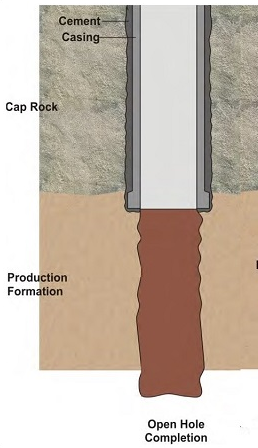 Cement
Casing
Cap Rock
Production
Formation
Open Hole
Completion